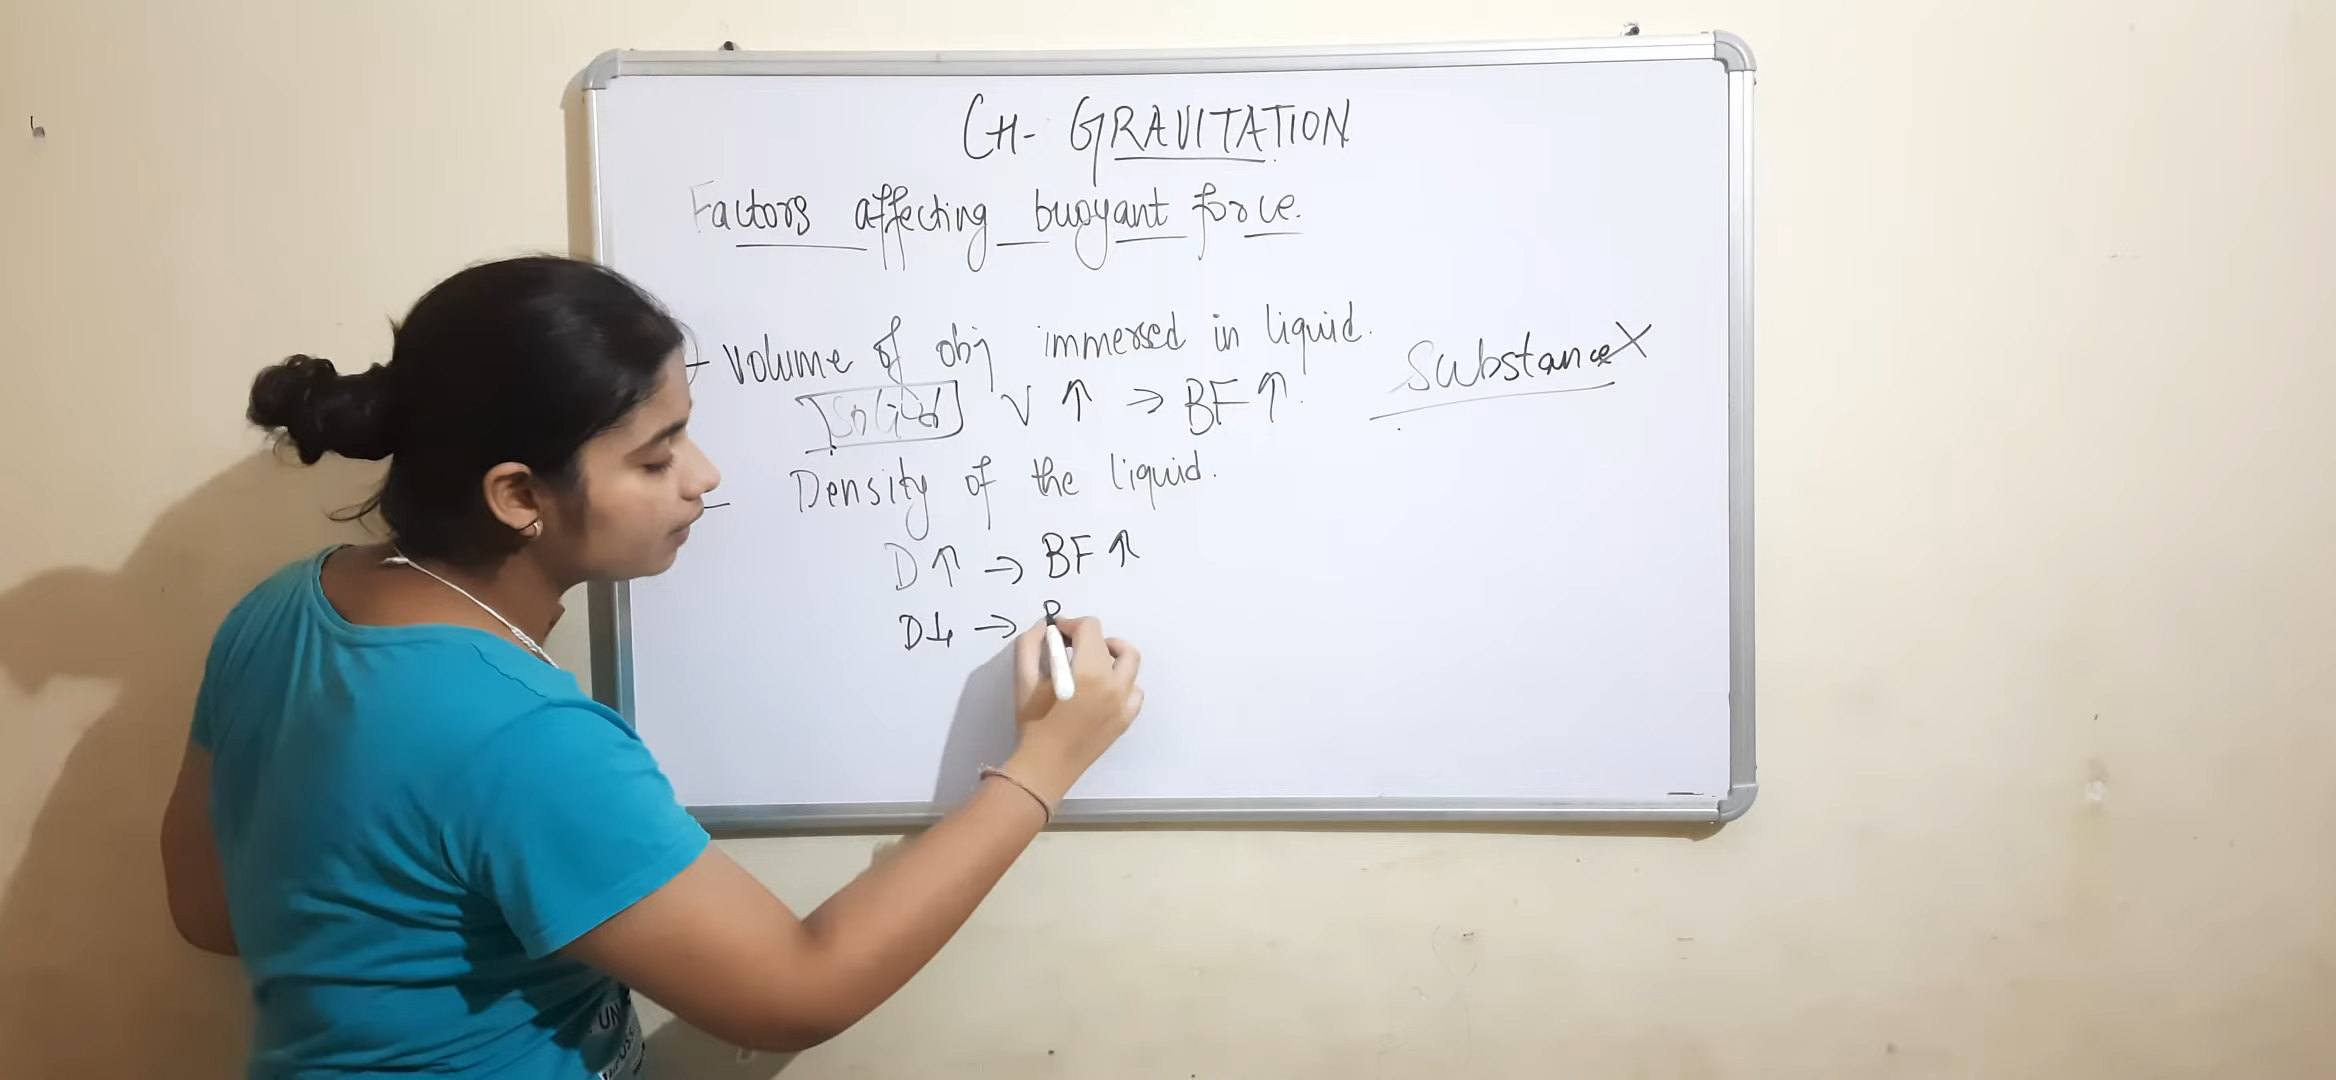 CH- GRAVITATION
Factors affecting buoyant force.
- Volume of obj immersed in liquid.
Substance X
Solid V ↑ → BF ↑.
- Density of the liquid.
D ↑ → BF ↑
D ↓ →
UN